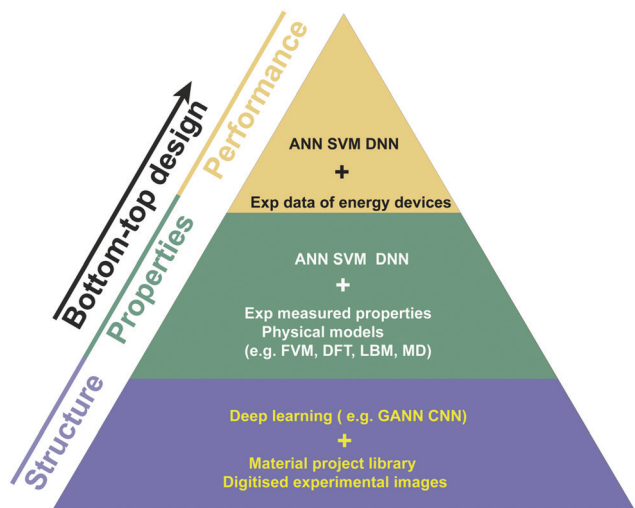 Bottom-top design
Performance
Properties
Structure
ANN SVM DNN
+
Exp data of energy devices
ANN SVM DNN
+
Exp measured properties
Physical models
(e.g. FVM, DFT, LBM, MD)
Deep learning ( e.g. GANN CNN)
+
Material project library
Digitised experimental images